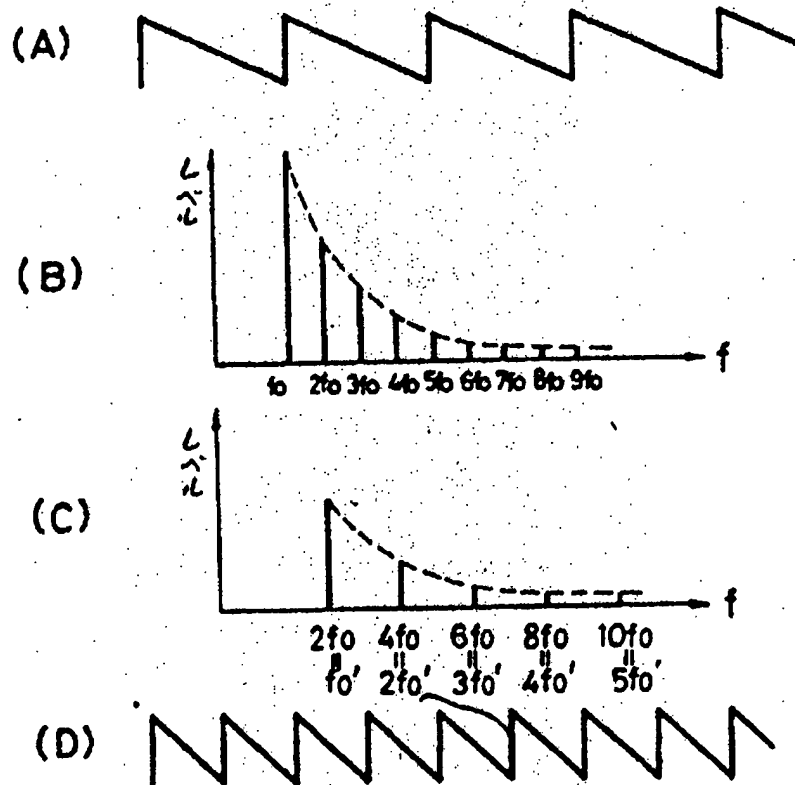 (A)
(B)
f
fo 2fo 3fo 4fo 5fo 6fo 7fo 8fo 9fo
(C)
f
2fo 4fo 6fo 8fo 10fo
= = = = =
fo' 2fo' 3fo' 4fo' 5fo'
(D)